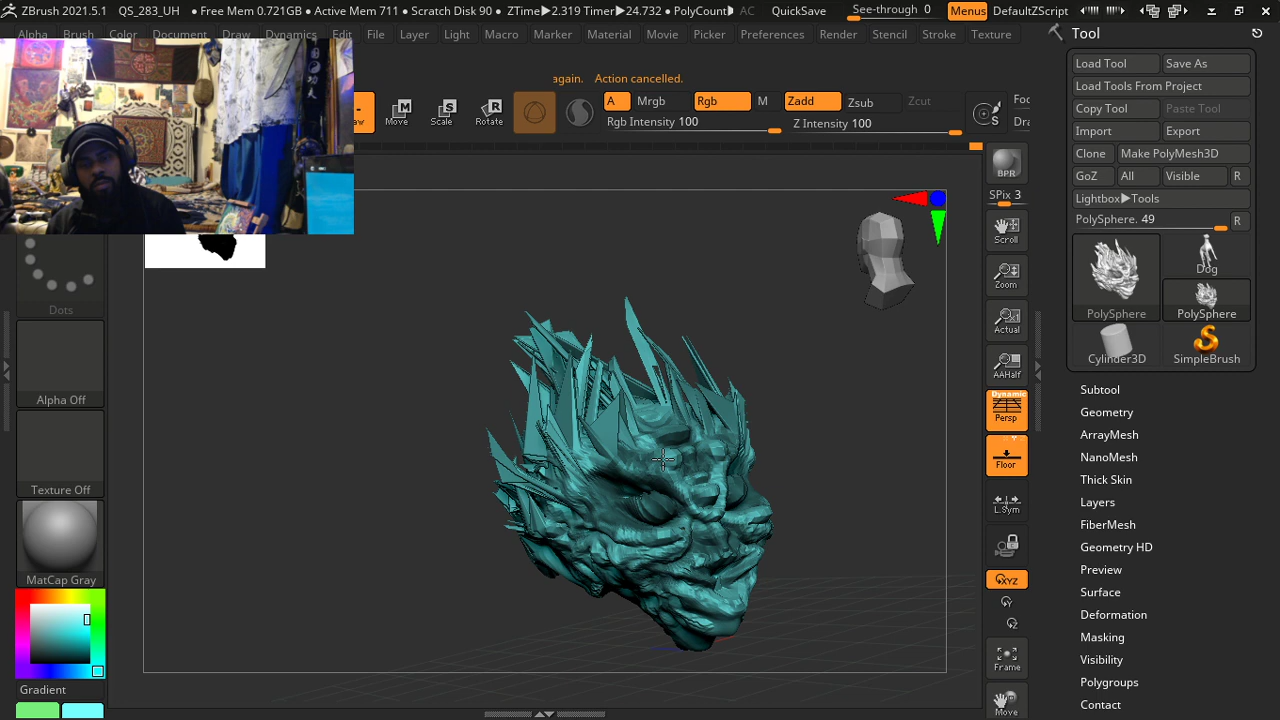 ZBrush 2021.5.1 QS_283_UH ● Free Mem 0.721GB ● Active Mem 711 ● Scratch Disk 90 ● ZTime▶2.319 Timer▶24.732 ● PolyCount▶ AC QuickSave See-through 0 Menus DefaultZScript
Alpha Brush Color Document Draw Dynamics Edit File Layer Light Macro Marker Material Movie Picker Preferences Render Stencil Stroke Texture
again. Action cancelled.
Move Scale Rotate
A Mrgb Rgb M Zadd Zsub Zcut
Rgb Intensity 100 Z Intensity 100
Foc
Dra
Dots
Alpha Off
Texture Off
MatCap Gray
Gradient
BPR
SPix 3
Scroll
Zoom
Actual
AAHalf
Dynamic
Persp
Floor
L.Sym
XYZ
Frame
Move
Tool
Load Tool Save As
Load Tools From Project
Copy Tool Paste Tool
Import Export
Clone Make PolyMesh3D
GoZ All Visible R
Lightbox▶Tools
PolySphere. 49 R
Dog
PolySphere PolySphere
Cylinder3D SimpleBrush
Subtool
Geometry
ArrayMesh
NanoMesh
Thick Skin
Layers
FiberMesh
Geometry HD
Preview
Surface
Deformation
Masking
Visibility
Polygroups
Contact